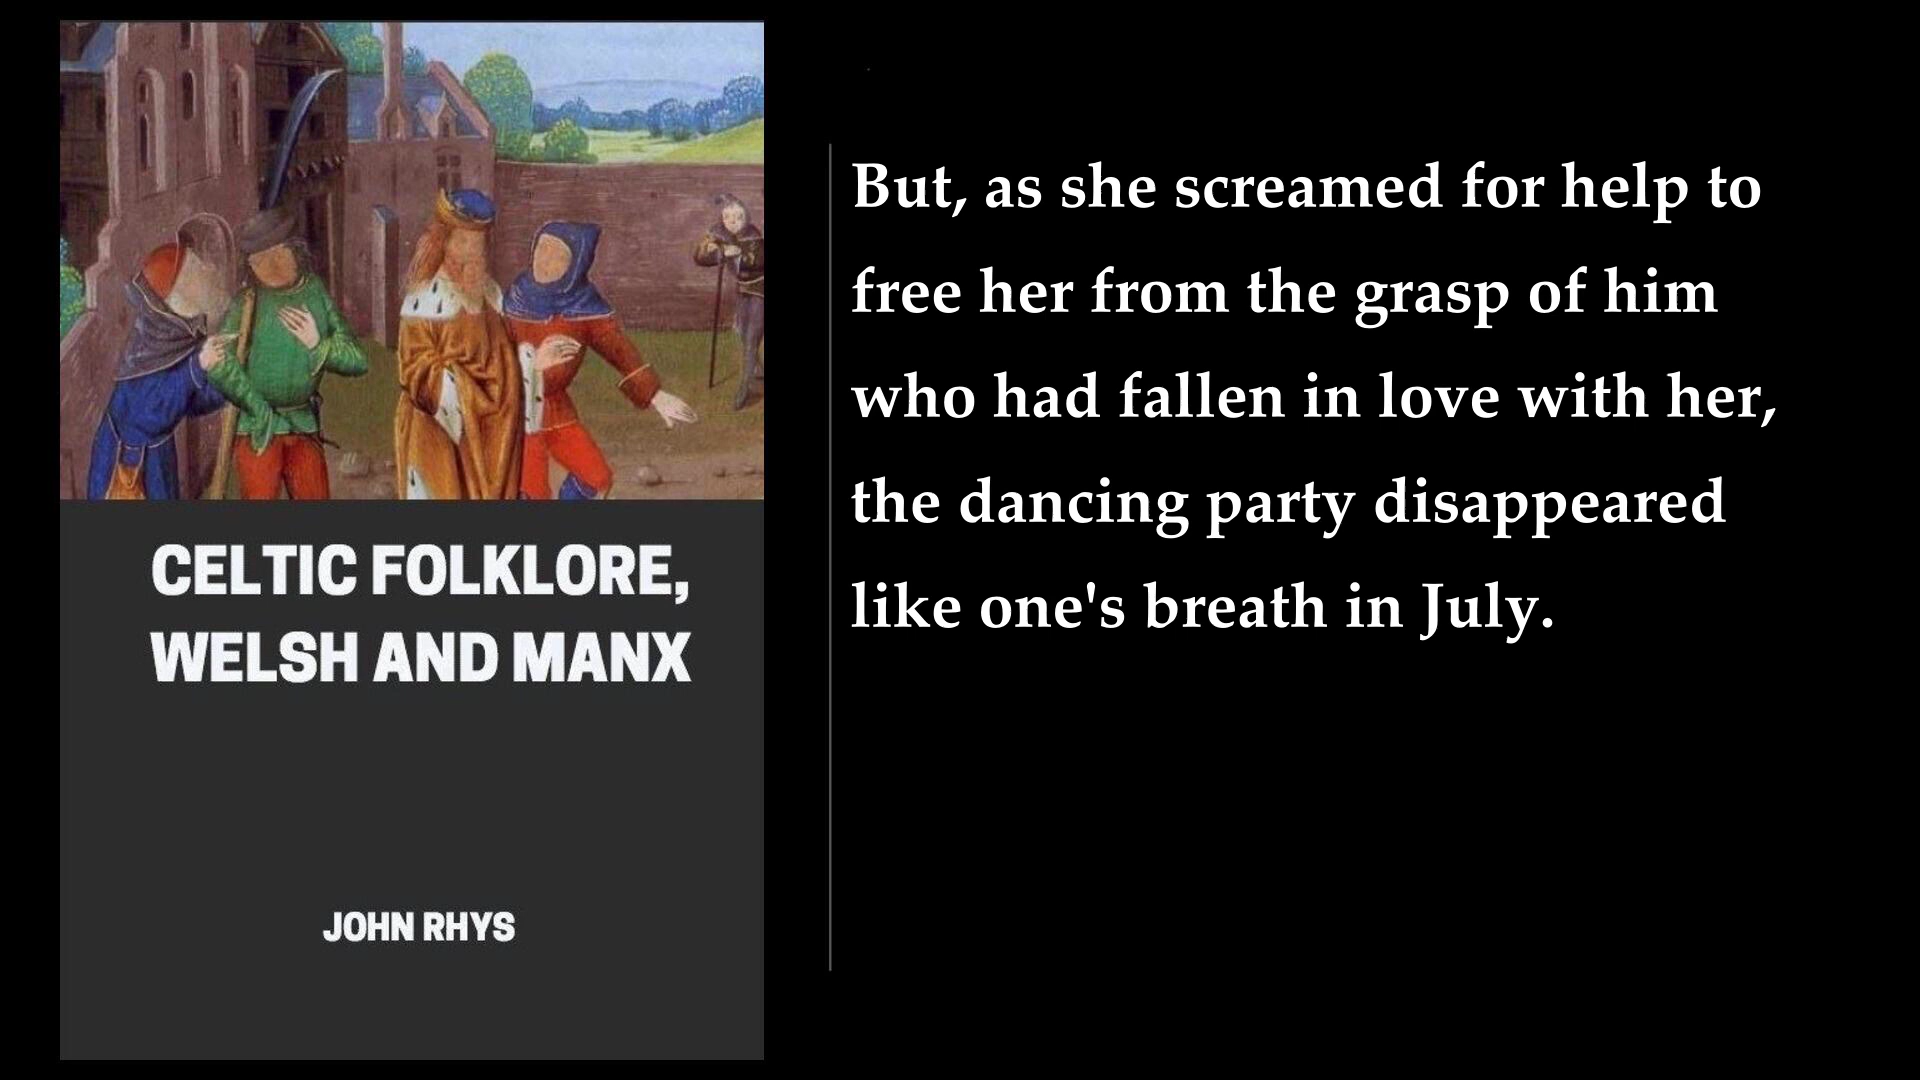 CELTIC FOLKLORE,
WELSH AND MANX
JOHN RHYS
But, as she screamed for help to
free her from the grasp of him
who had fallen in love with her,
the dancing party disappeared
like one's breath in July.